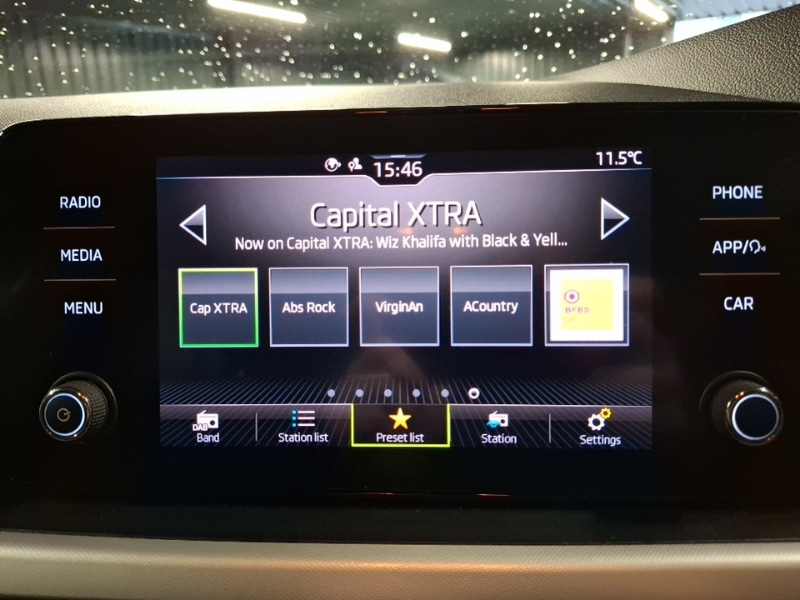 15:46
11.5°C
RADIO
MEDIA
MENU
PHONE
APP/
CAR
Capital XTRA
Now on Capital XTRA: Wiz Khalifa with Black & Yell...
Cap XTRA
Abs Rock
VirginAn
ACountry
BFBS
DAB
Band
Station list
Preset list
Station
Settings